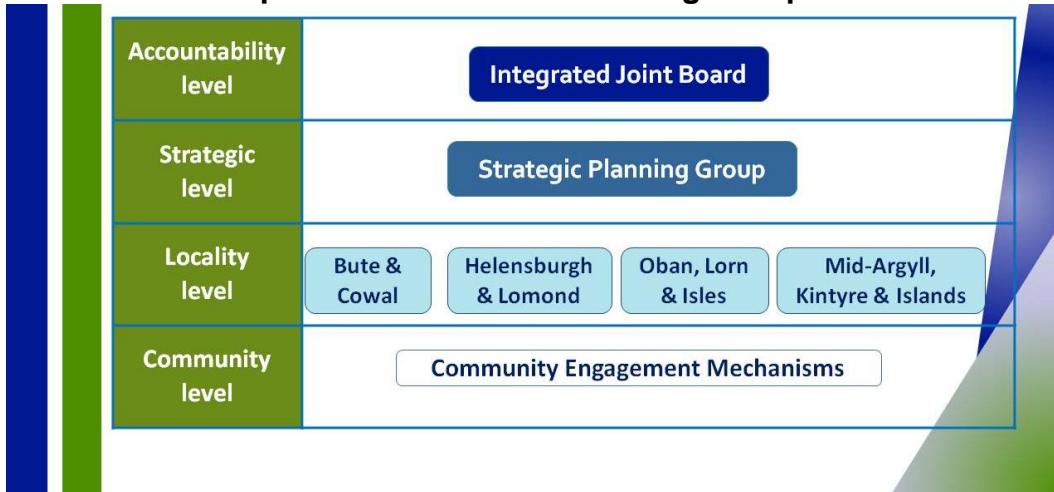 Accountability
level
Integrated Joint Board
Strategic
level
Strategic Planning Group
Locality
level
Bute &
Cowal
Helensburgh
& Lomond
Oban, Lorn
& Isles
Mid-Argyll,
Kintyre & Islands
Community
level
Community Engagement Mechanisms